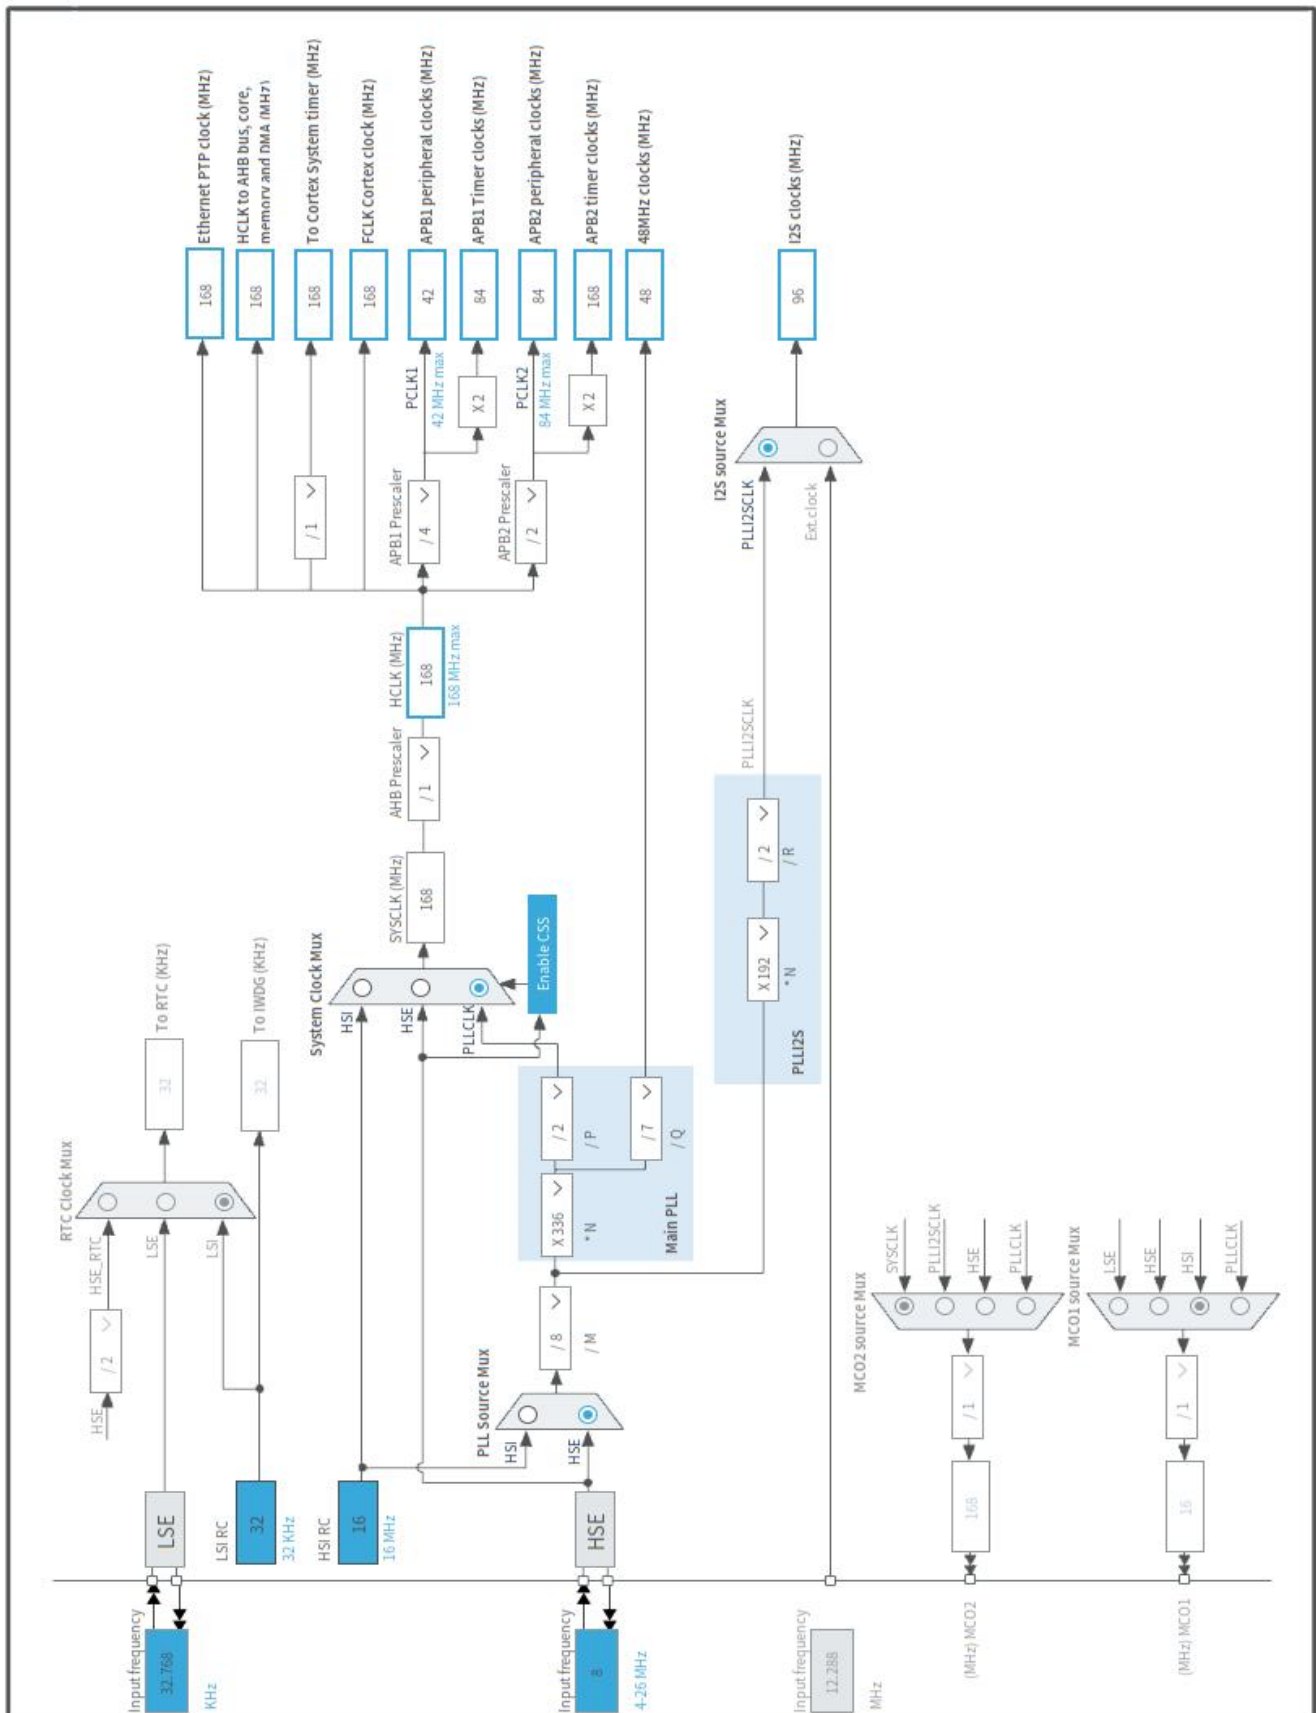 Input frequency
32.768
KHz
LSE
LSI RC
32
32 KHz
HSI RC
16
16 MHz
Input frequency
8
4-26 MHz
HSE
Input frequency
12.288
MHz
(MHz) MCO2
(MHz) MCO1
HSE
/ 2
HSE_RTC
LSE
LSI
RTC Clock Mux
32
To RTC (KHz)
32
To IWDG (KHz)
PLL Source Mux
HSI
HSE
/ 8
/ M
X 336
* N
/ 2
/ P
/ 7
/ Q
Main PLL
System Clock Mux
HSI
HSE
PLLCLK
Enable CSS
SYSCLK (MHz)
168
AHB Prescaler
/ 1
HCLK (MHz)
168
168 MHz max
/ 1
APB1 Prescaler
/ 4
PCLK1
42 MHz max
X 2
APB2 Prescaler
/ 2
PCLK2
84 MHz max
X 2
168
Ethernet PTP clock (MHz)
168
HCLK to AHB bus, core,
memory and DMA (MHz)
168
To Cortex System timer (MHz)
168
FCLK Cortex clock (MHz)
42
APB1 peripheral clocks (MHz)
84
APB1 Timer clocks (MHz)
84
APB2 peripheral clocks (MHz)
168
APB2 timer clocks (MHz)
48
48MHz clocks (MHz)
PLLI2S
X 192
* N
/ 2
/ R
PLLI2SCLK
PLLI2SCLK
Ext.clock
I2S source Mux
96
I2S clocks (MHz)
MCO2 source Mux
SYSCLK
PLLI2SCLK
HSE
PLLCLK
/ 1
168
MCO1 source Mux
LSE
HSE
HSI
PLLCLK
/ 1
16